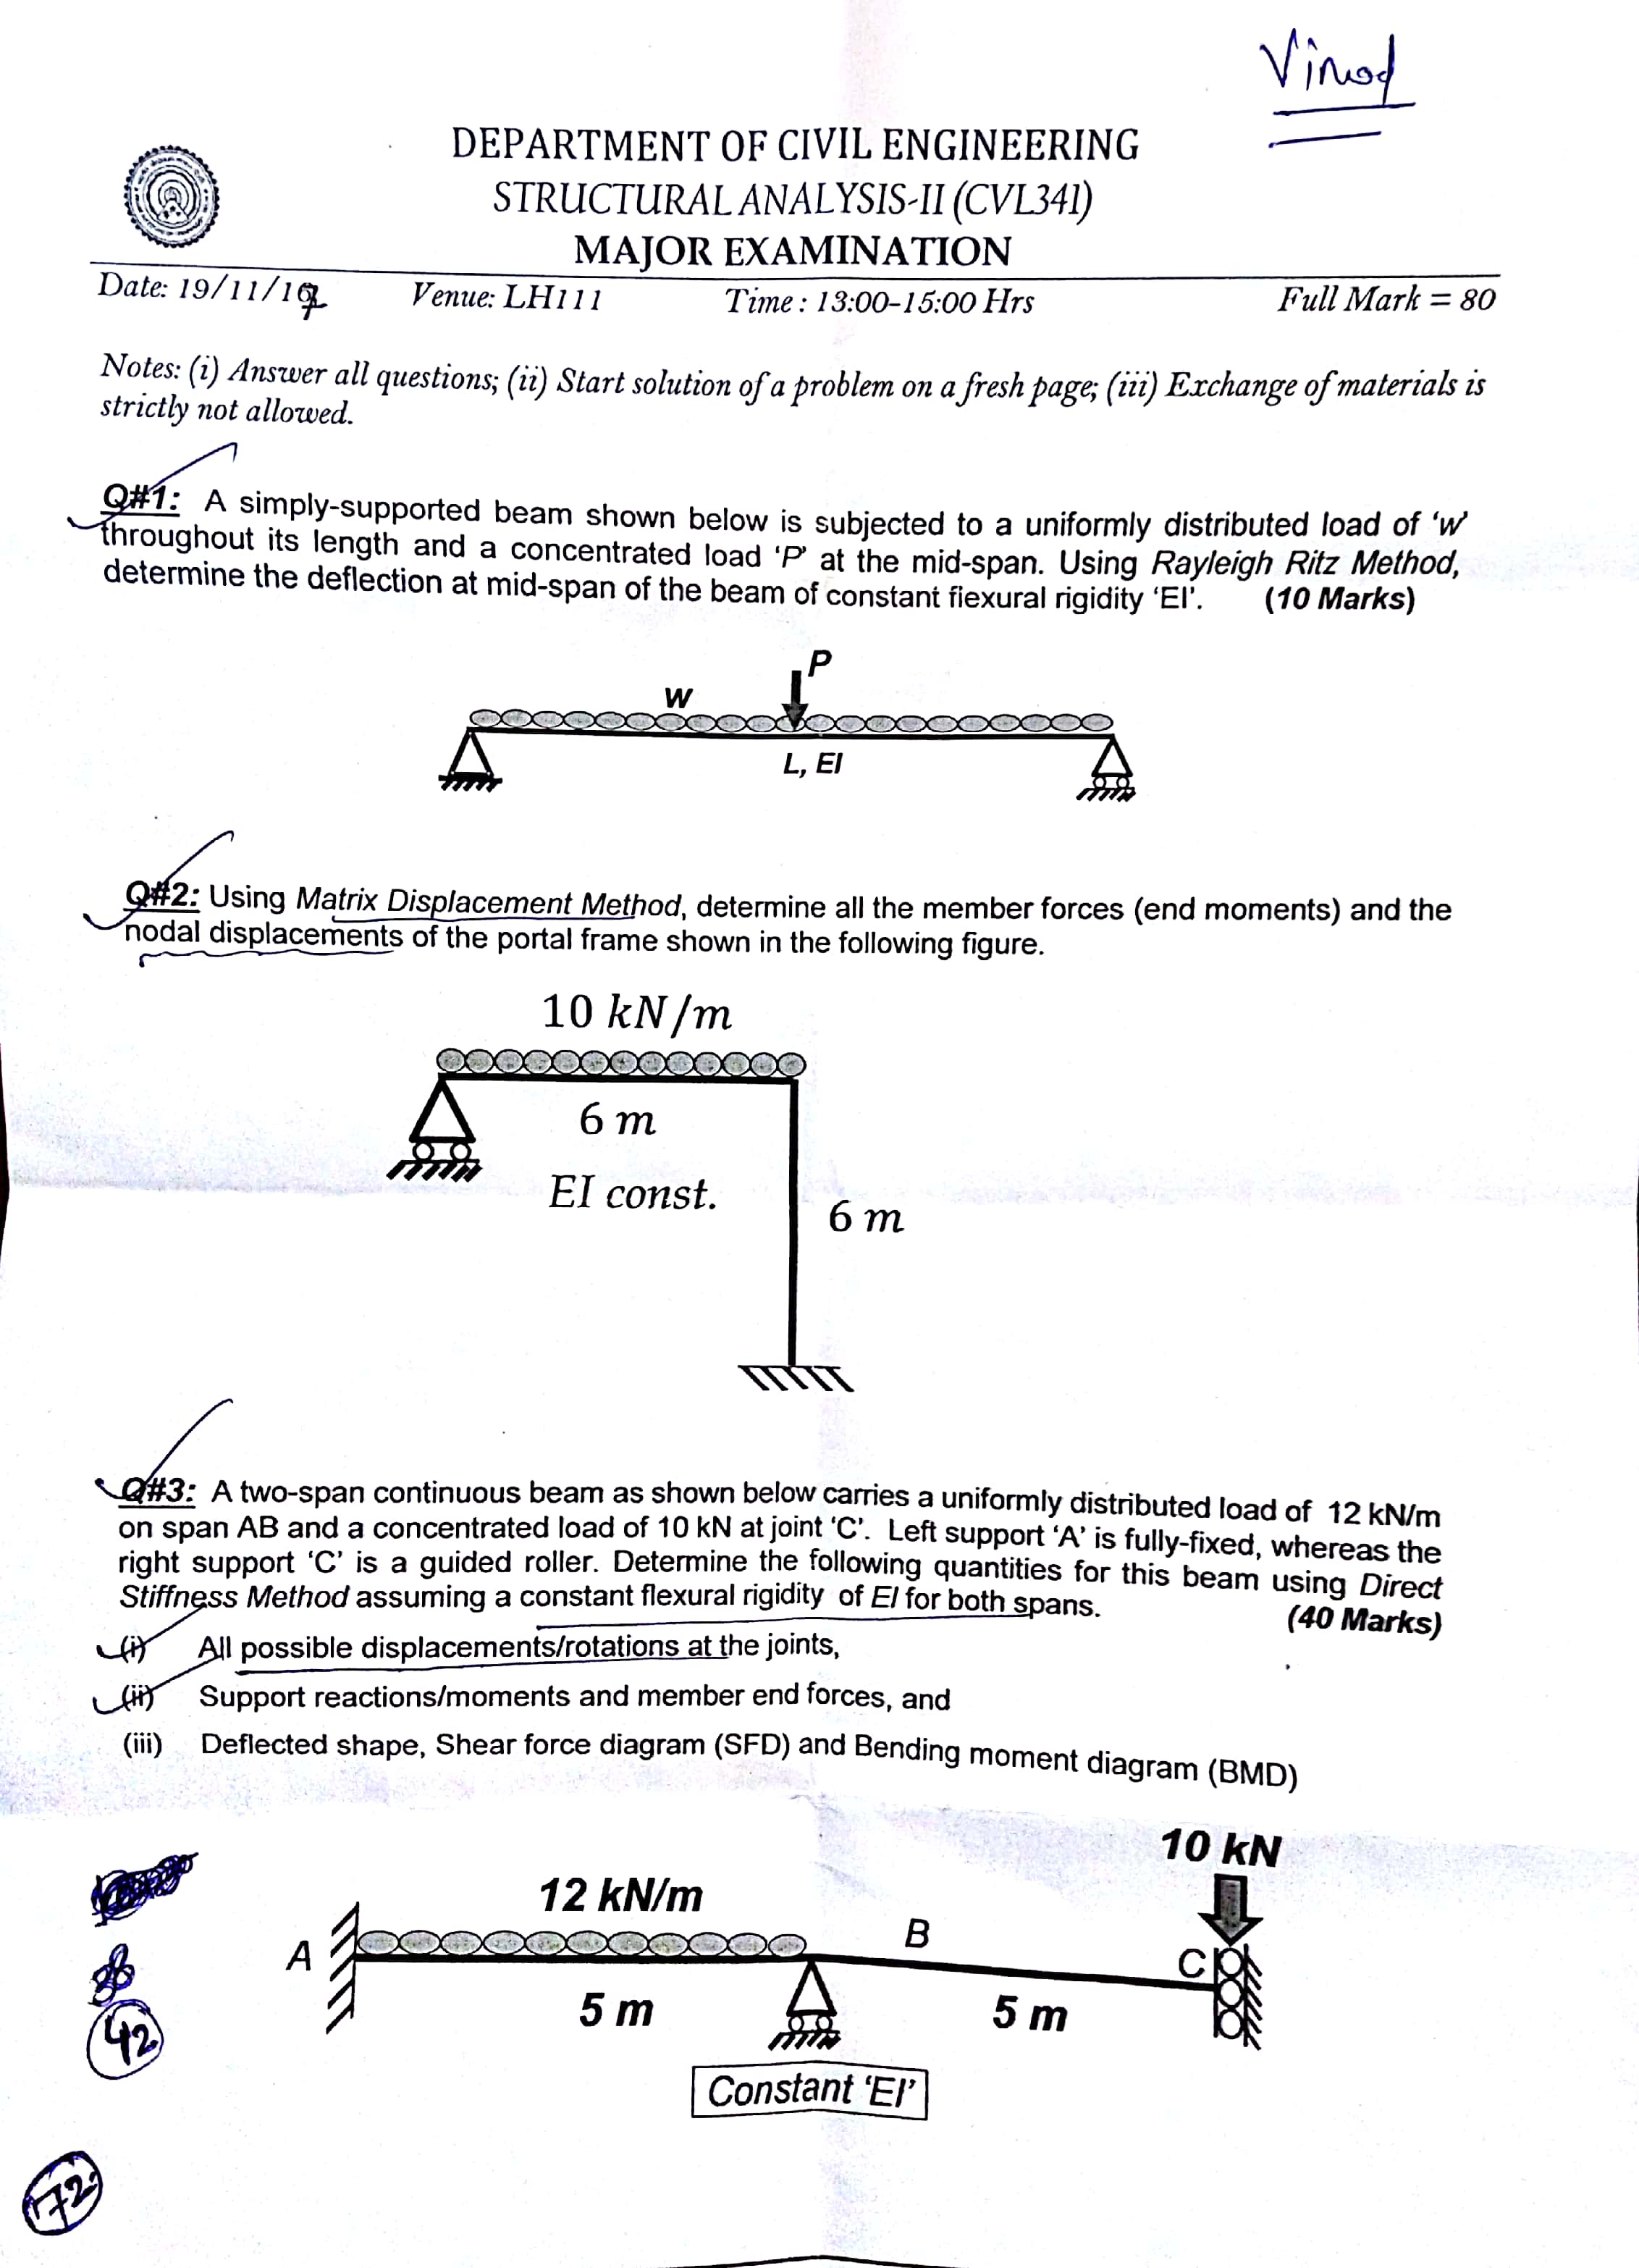 Vinod
DEPARTMENT OF CIVIL ENGINEERING
STRUCTURAL ANALYSIS-II (CVL341)
MAJOR EXAMINATION
Date: 19/11/17 Venue: LH111 Time : 13:00-15:00 Hrs Full Mark = 80
Notes: (i) Answer all questions; (ii) Start solution of a problem on a fresh page; (iii) Exchange of materials is
strictly not allowed.
Q#1: A simply-supported beam shown below is subjected to a uniformly distributed load of ‘w’
throughout its length and a concentrated load ‘P’ at the mid-span. Using Rayleigh Ritz Method,
determine the deflection at mid-span of the beam of constant flexural rigidity ‘EI’. (10 Marks)
P
W
L, EI
Q#2: Using Matrix Displacement Method, determine all the member forces (end moments) and the
nodal displacements of the portal frame shown in the following figure.
10 kN/m
6 m
EI const.
6 m
Q#3: A two-span continuous beam as shown below carries a uniformly distributed load of 12 kN/m
on span AB and a concentrated load of 10 kN at joint ‘C’. Left support ‘A’ is fully-fixed, whereas the
right support ‘C’ is a guided roller. Determine the following quantities for this beam using Direct
Stiffness Method assuming a constant flexural rigidity of EI for both spans. (40 Marks)
(i) All possible displacements/rotations at the joints,
(ii) Support reactions/moments and member end forces, and
(iii) Deflected shape, Shear force diagram (SFD) and Bending moment diagram (BMD)
10 kN
12 kN/m
B
A
C
5 m
5 m
42
Constant ‘EI’
72